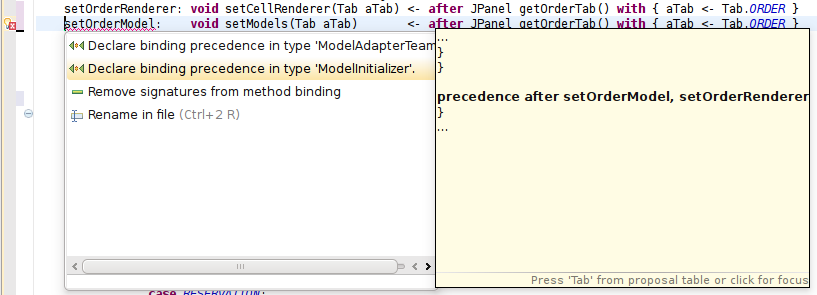 setOrderRenderer: void setCellRenderer(Tab aTab) <- after JPanel getOrderTab() with { aTab <- Tab.ORDER }
setOrderModel: void setModels(Tab aTab) <- after JPanel getOrderTab() with { aTab <- Tab.ORDER }
Declare binding precedence in type 'ModelAdapterTeam
Declare binding precedence in type 'ModelInitializer'.
Remove signatures from method binding
Rename in file (Ctrl+2 R)
...
}
}
precedence after setOrderModel, setOrderRenderer
}
...
Press 'Tab' from proposal table or click for focus
case RESERVATION: